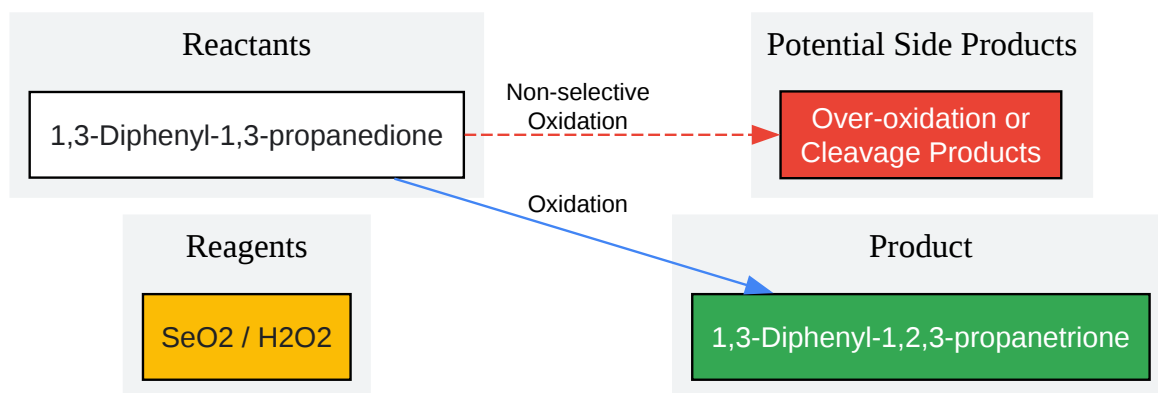 Reactants
1,3-Diphenyl-1,3-propanedione
Non-selective
Oxidation
Potential Side Products
Over-oxidation or
Cleavage Products
Oxidation
Reagents
SeO2 / H2O2
Product
1,3-Diphenyl-1,2,3-propanetrione